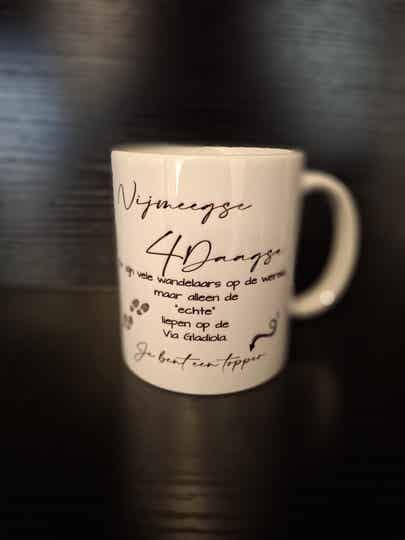 Nijmeegse
4Daagse
zijn vele wandelaars op de wereld
maar alleen de
"echte"
liepen op de
Via Gladiola.
Je bent een topper